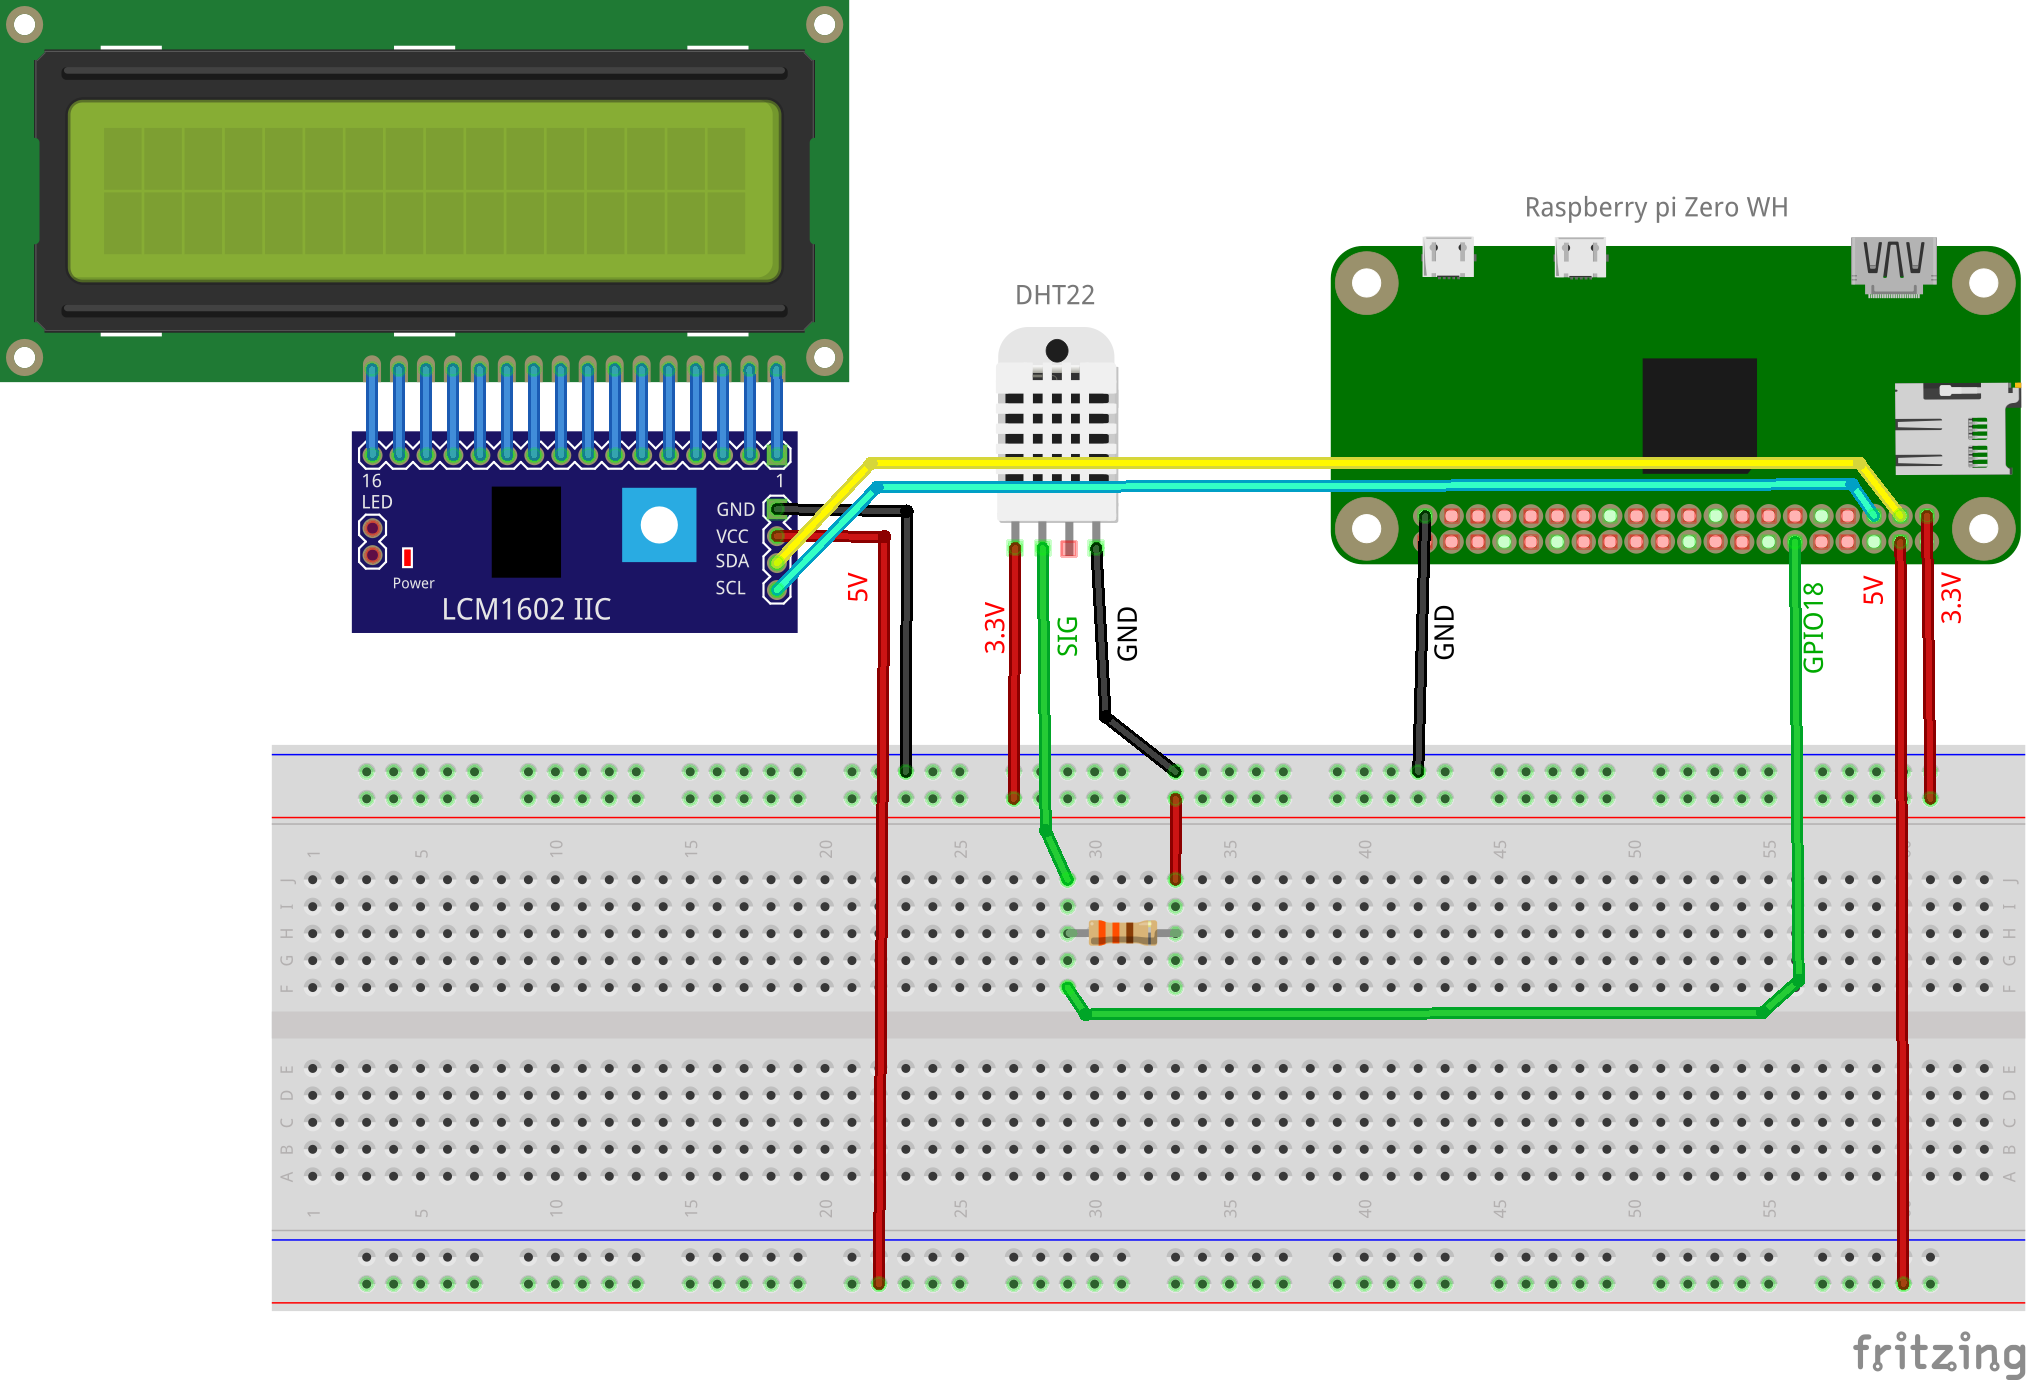 Raspberry pi Zero WH
DHT22
16
1
LED
GND
VCC
SDA
SCL
Power
LCM1602 IIC
5V
3.3V
SIG
GND
GND
GPIO18
5V
3.3V
1 5 10 15 20 25 30 35 40 45 50 55
J J
I I
H H
G G
F F
E E
D D
C C
B B
A A
1 5 10 15 20 25 30 35 40 45 50 55
fritzing